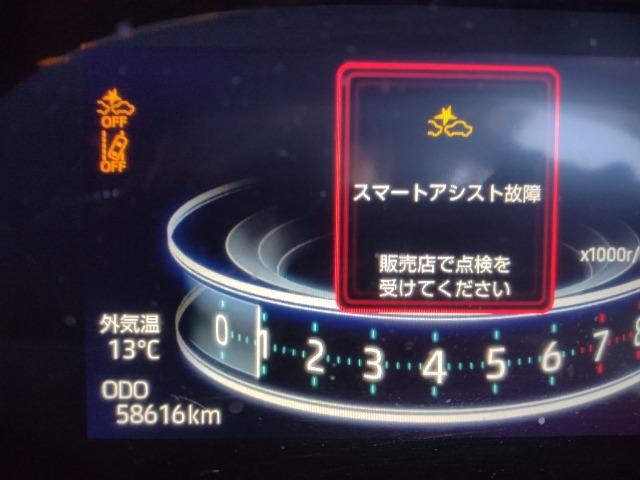 OFF
OFF
スマートアシスト故障
販売店で点検を
受けてください
x1000r/
外気温
13℃
0 1 2 3 4 5 6 7 8
ODO
58616km